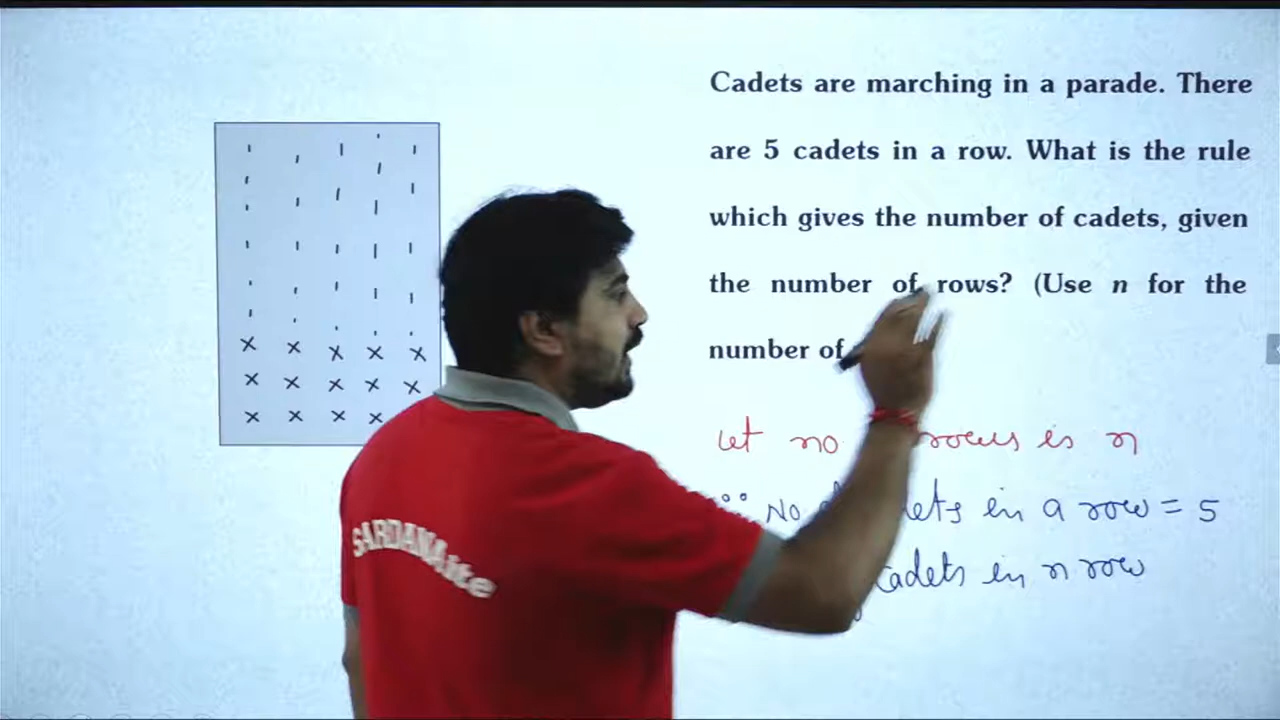 Cadets are marching in a parade. There
are 5 cadets in a row. What is the rule
which gives the number of cadets, given
the number of rows? (Use n for the
number of
let no rows is n
∵ No of cadets in a row = 5
cadets in n row
SARDANAite